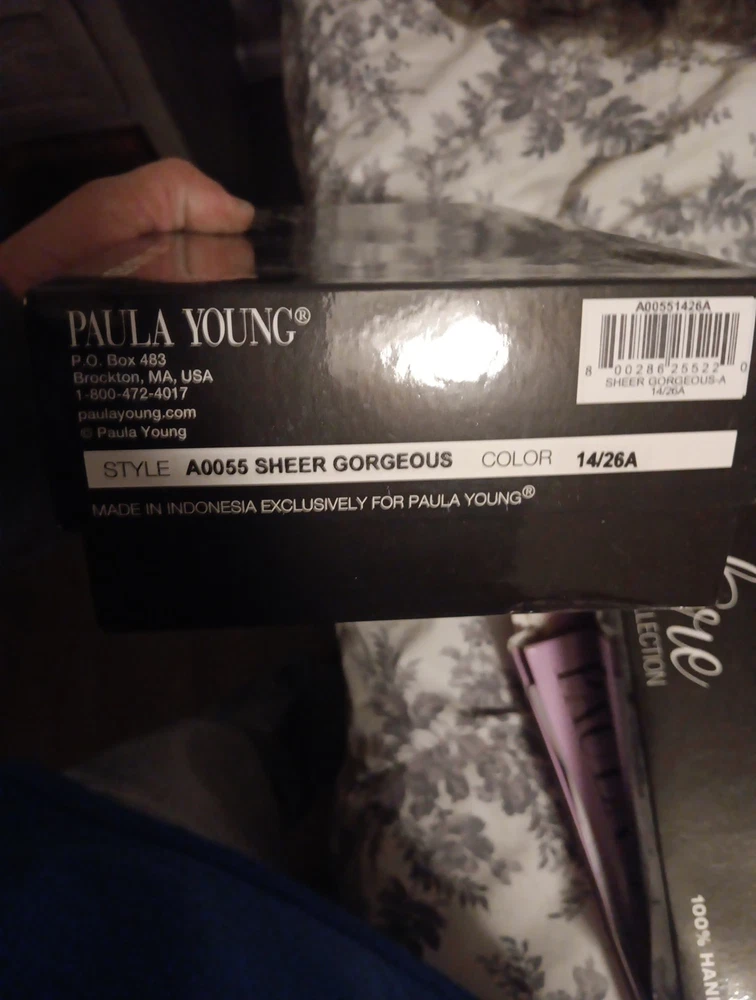 PAULA YOUNG®
P.O. Box 483
Brockton, MA, USA
1-800-472-4017
paulayoung.com
© Paula Young
A00551426A
8 00286 25522 0
SHEER GORGEOUS-A
14/26A
STYLE A0055 SHEER GORGEOUS COLOR 14/26A
MADE IN INDONESIA EXCLUSIVELY FOR PAULA YOUNG®
100% HAN